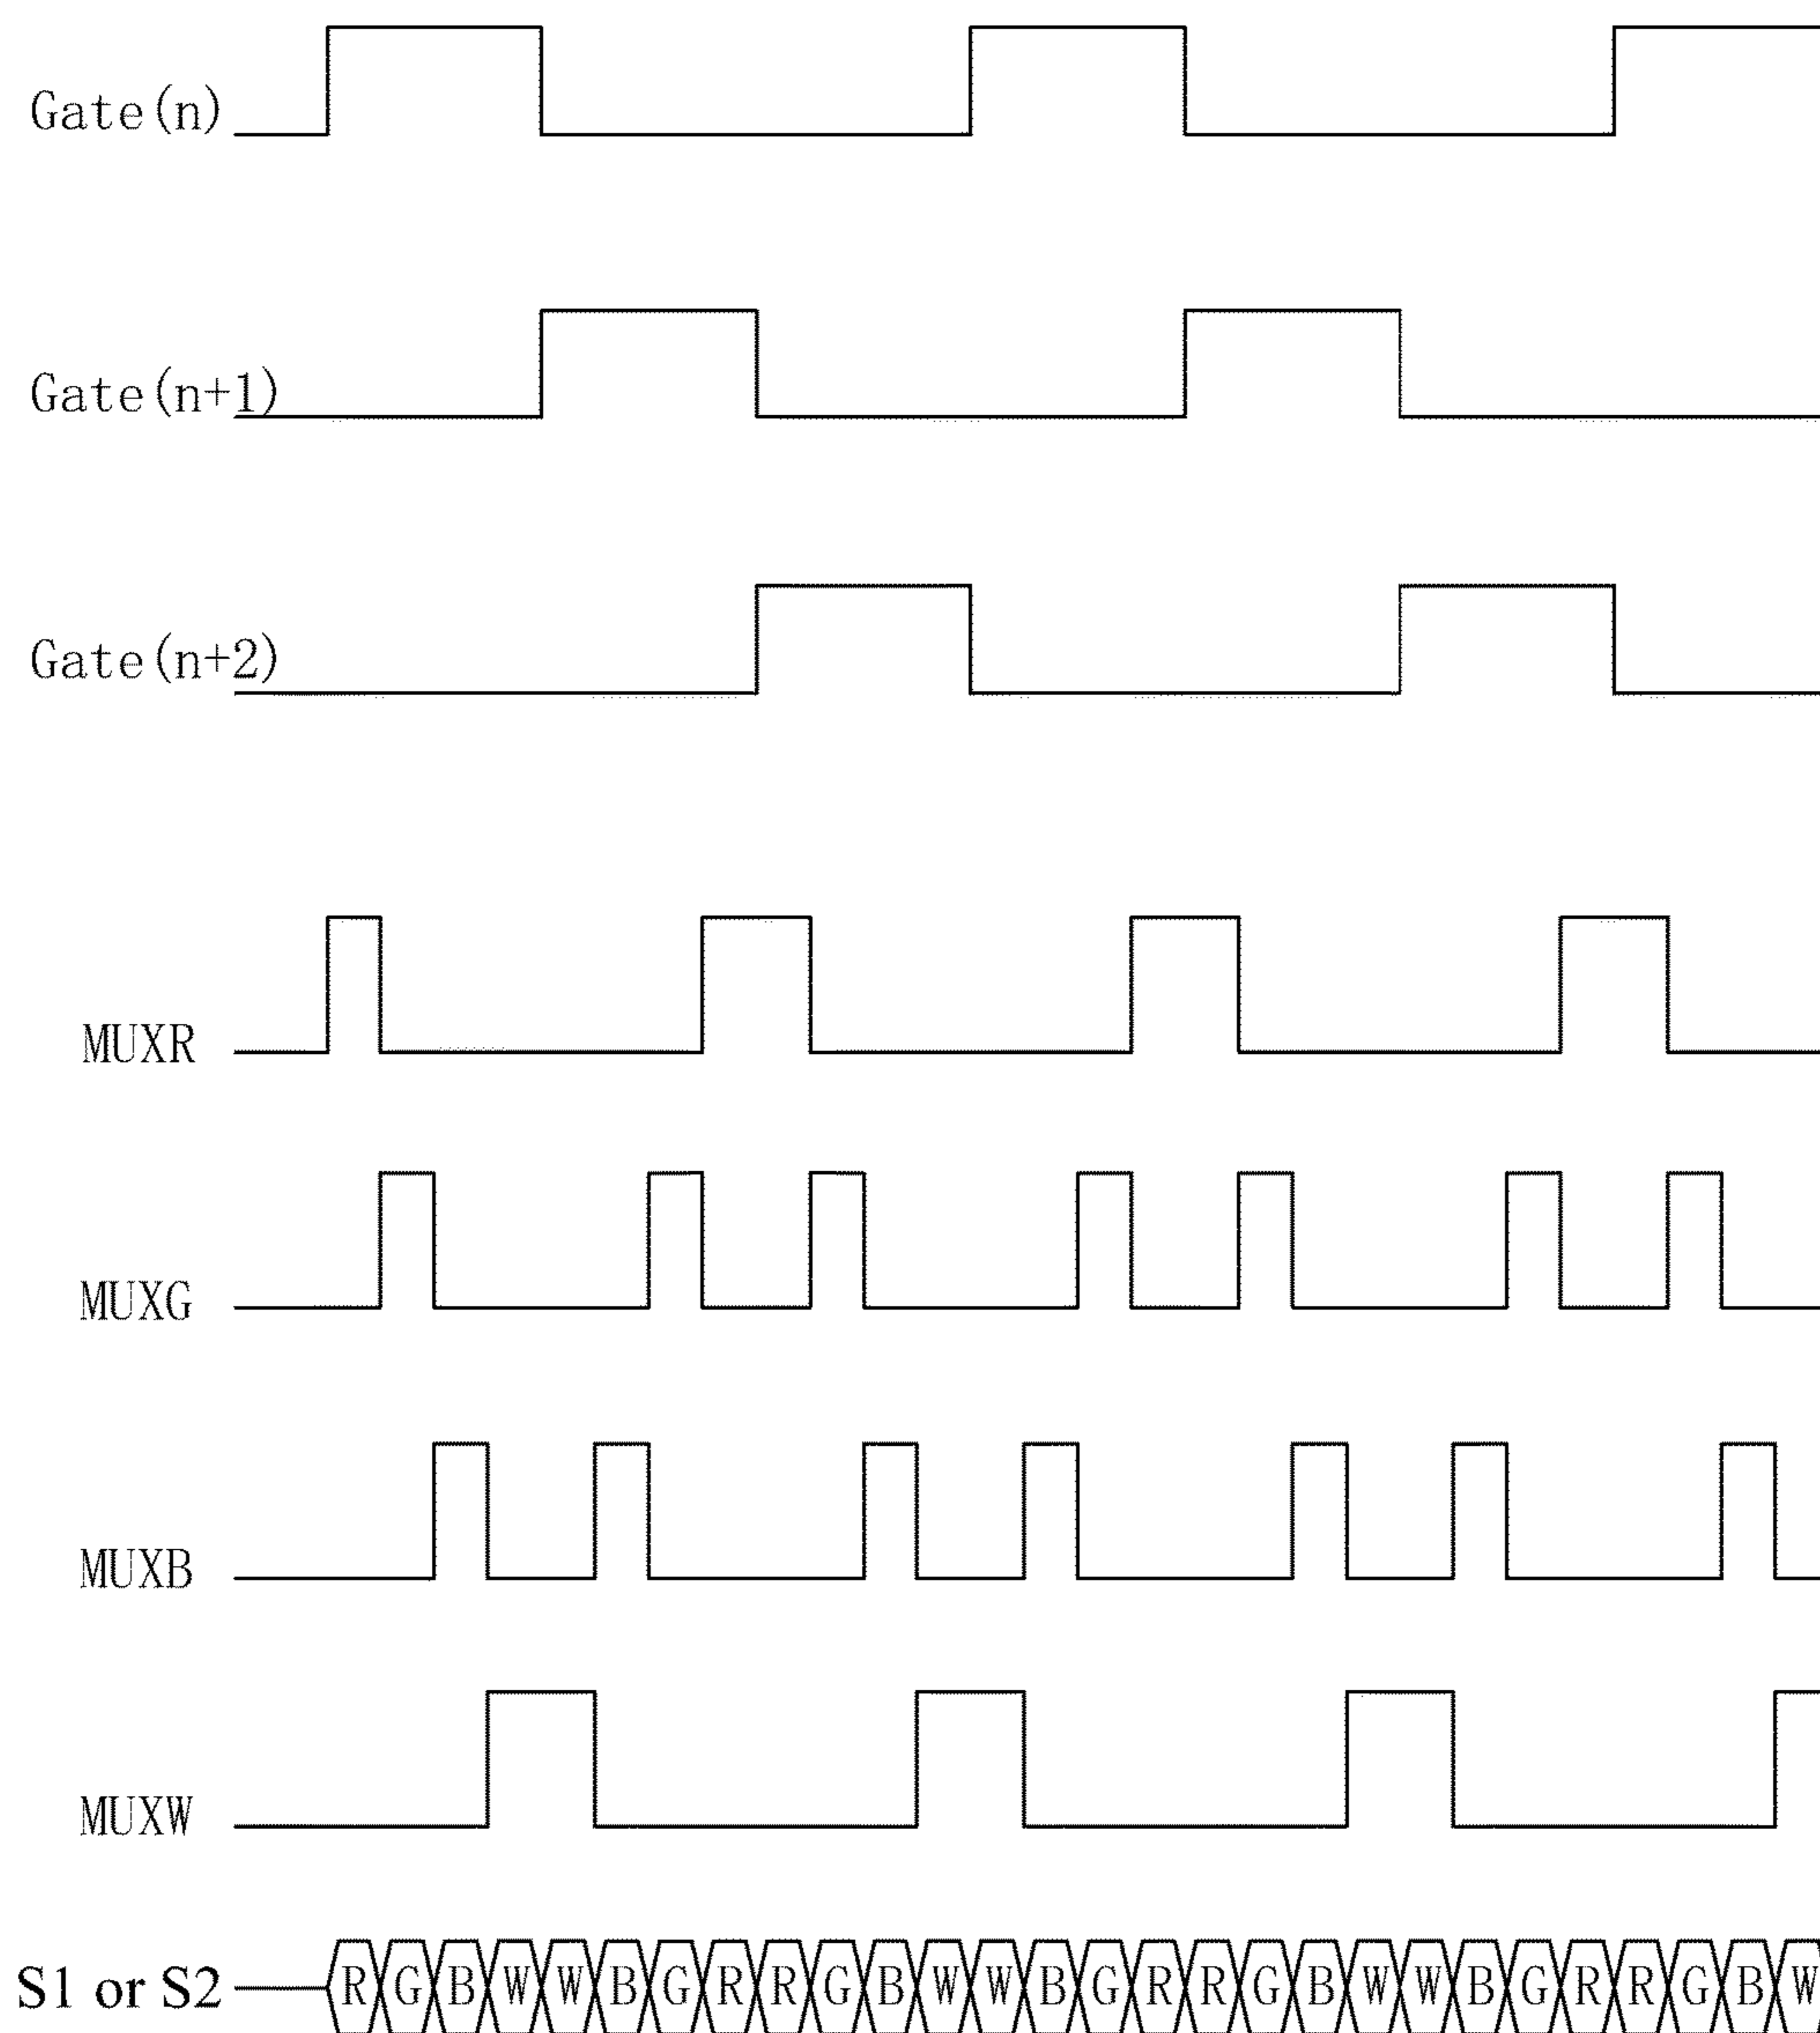 Gate(n)
Gate(n+1)
Gate(n+2)
MUXR
MUXG
MUXB
MUXW
S1 or S2 R G B W W B G R R G B W W B G R R G B W W B G R R G B W